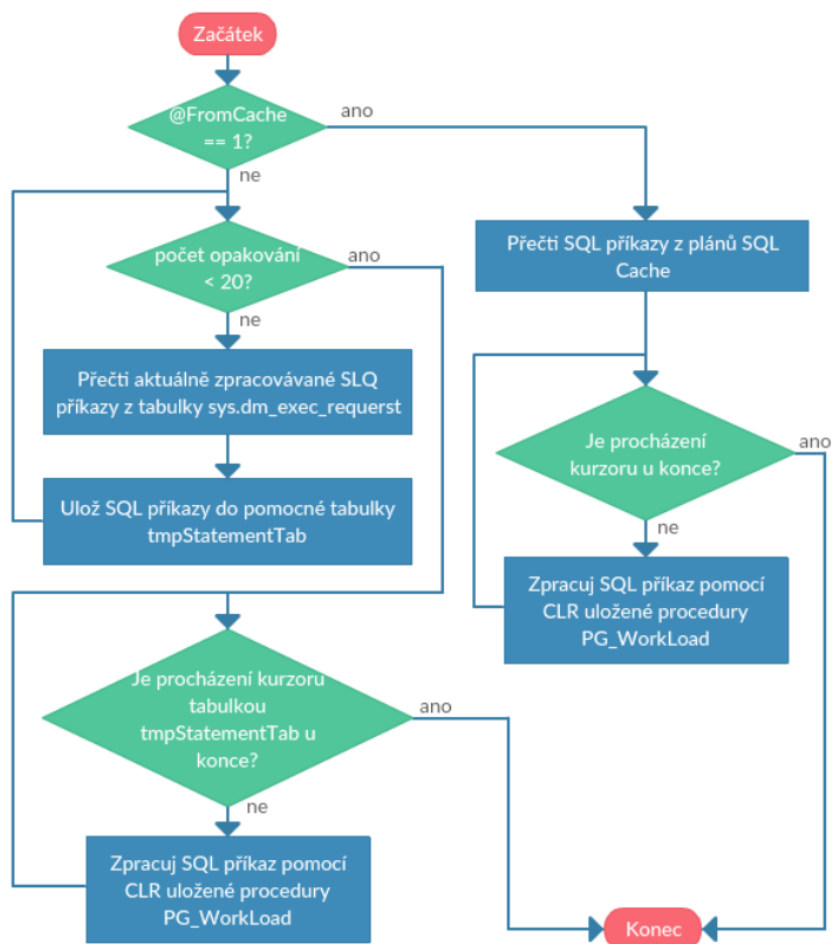 Začátek
@FromCache
== 1?
ano
ne
počet opakování
< 20?
ano
ne
Přečti aktuálně zpracovávané SLQ
příkazy z tabulky sys.dm_exec_requerst
Ulož SQL příkazy do pomocné tabulky
tmpStatementTab
Přečti SQL příkazy z plánů SQL
Cache
Je procházení
kurzoru u konce?
ano
ne
Zpracuj SQL příkaz pomocí
CLR uložené procedury
PG_WorkLoad
Je procházení kurzoru
tabulkou
tmpStatementTab u
konce?
ano
ne
Zpracuj SQL příkaz pomocí
CLR uložené procedury
PG_WorkLoad
Konec